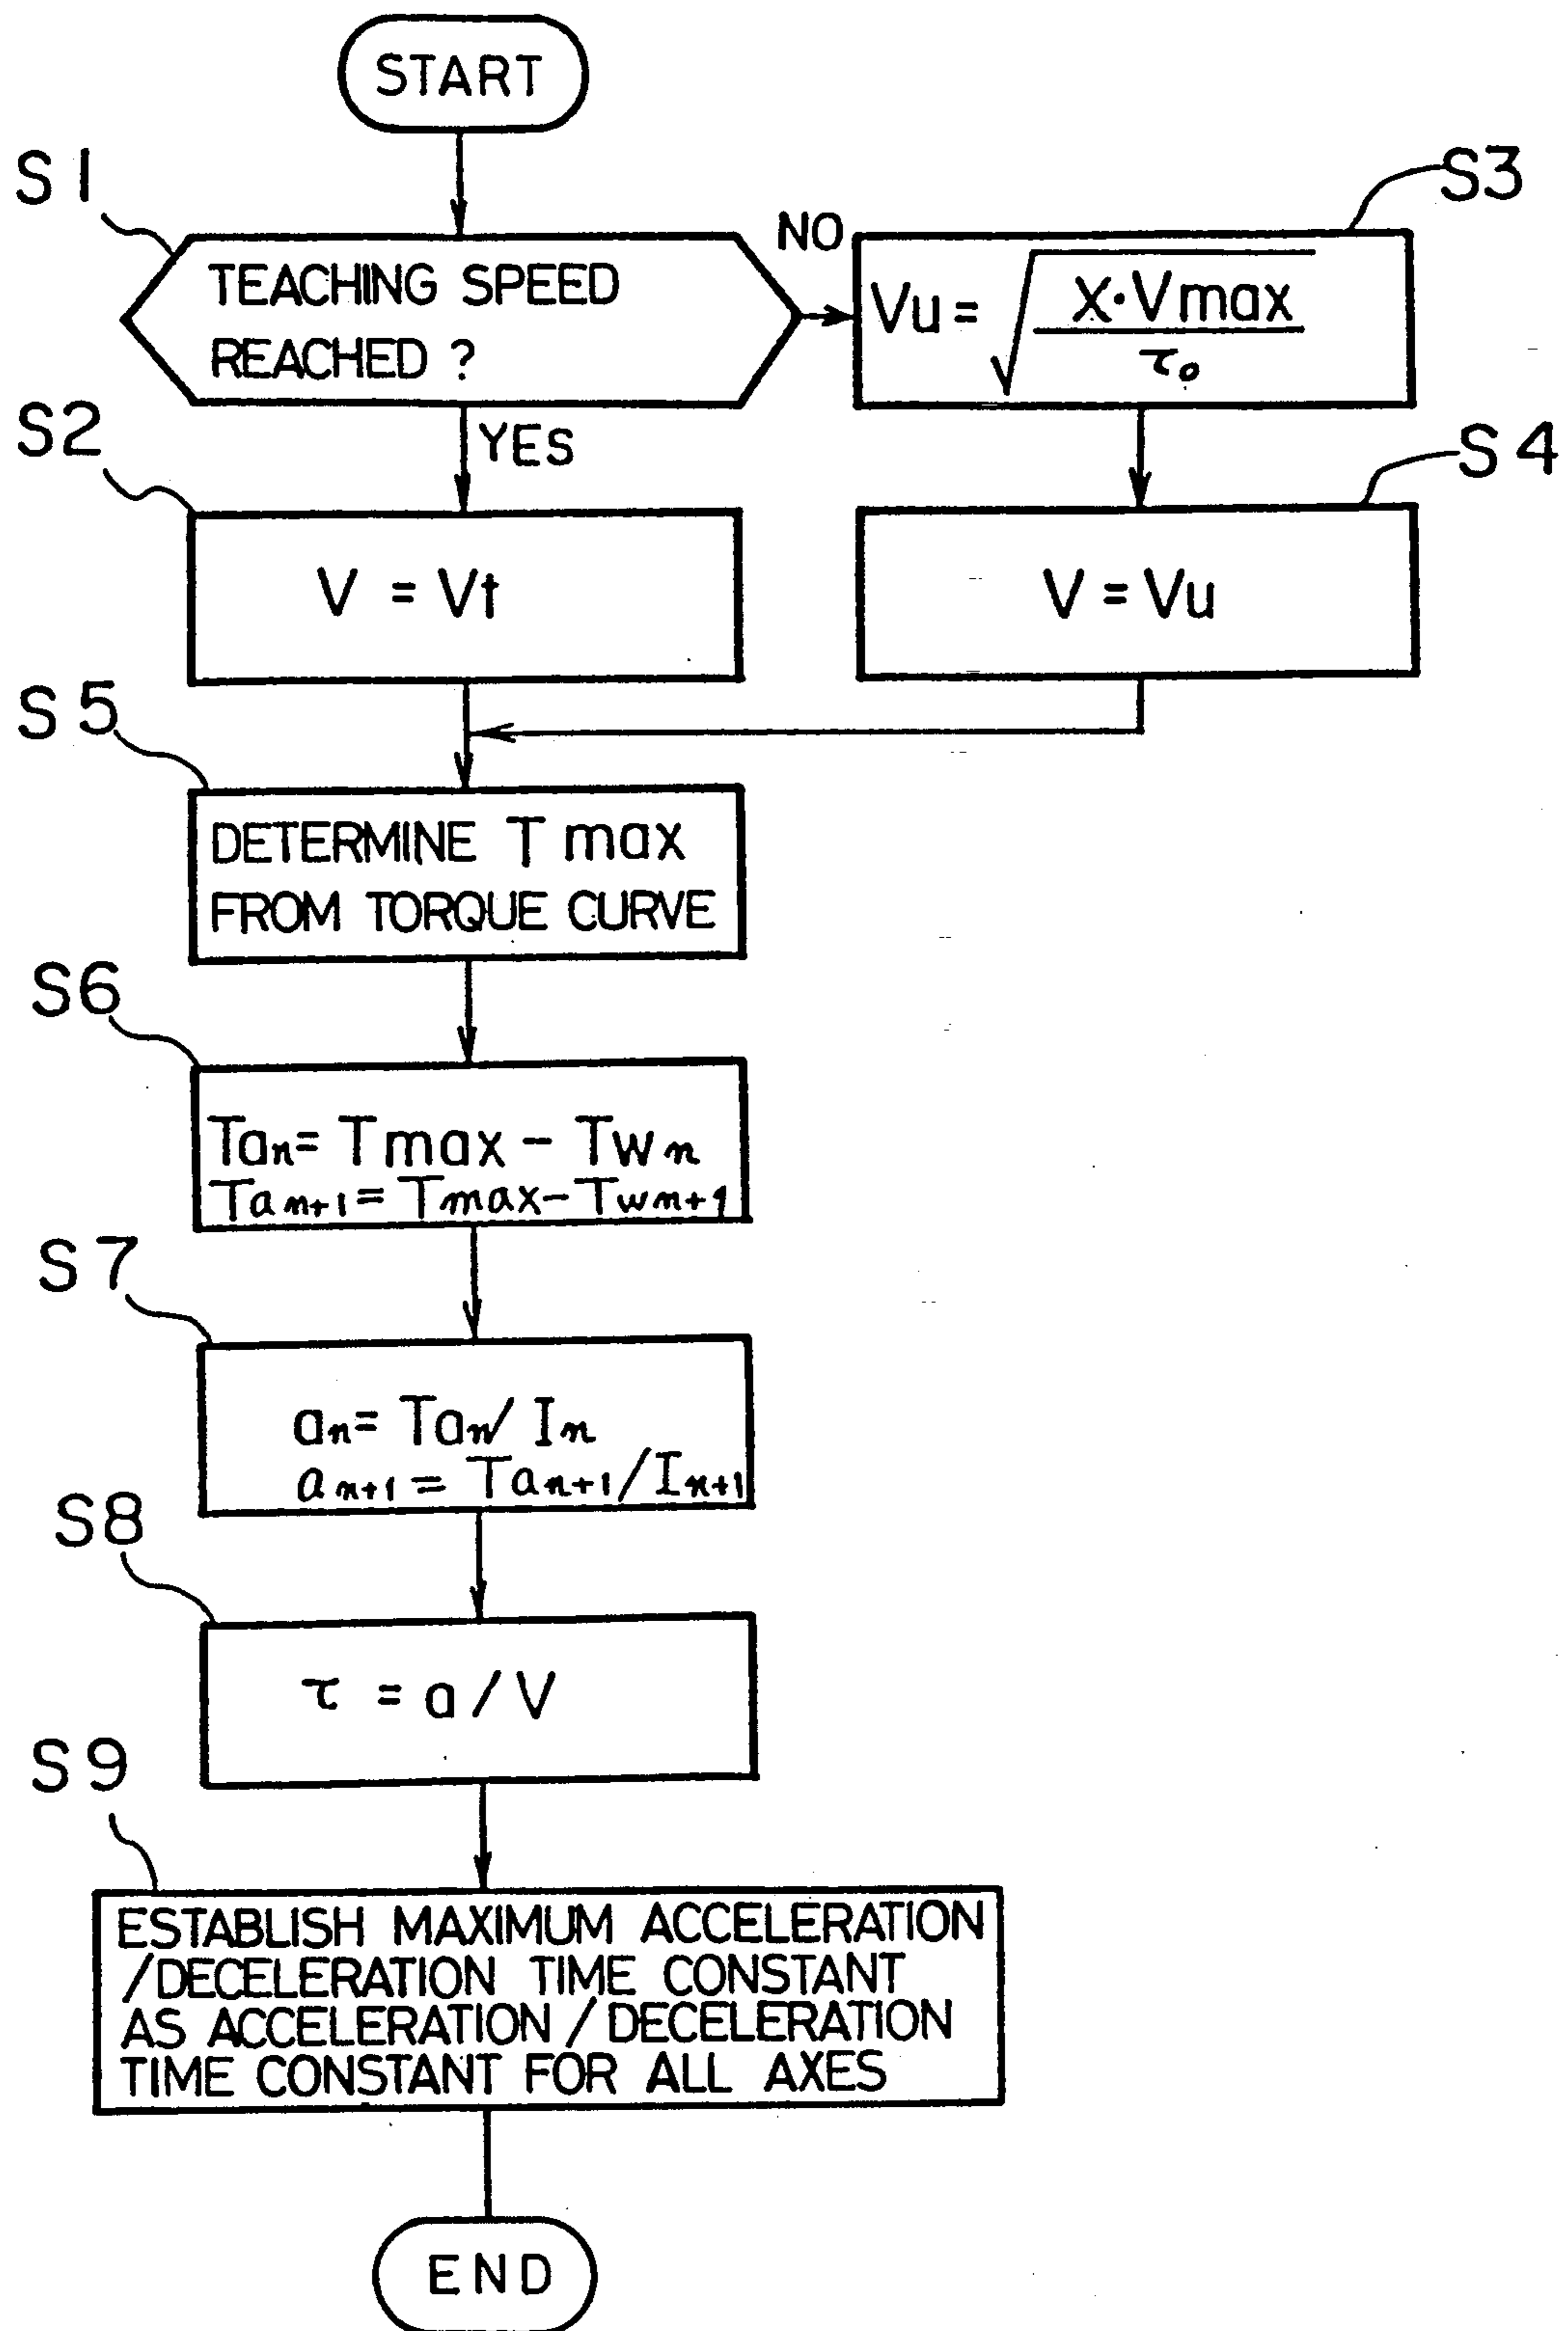 START
S1
TEACHING SPEED
REACHED ?
NO
S3
Vu = √(X·Vmax / τo)
YES
S2
V = Vt
S4
V = Vu
S5
DETERMINE Tmax
FROM TORQUE CURVE
S6
Tan = Tmax - Twn
Tan+1 = Tmax - Twn+1
S7
an = Tan / In
an+1 = Tan+1 / In+1
S8
τ = a / V
S9
ESTABLISH MAXIMUM ACCELERATION
/DECELERATION TIME CONSTANT
AS ACCELERATION / DECELERATION
TIME CONSTANT FOR ALL AXES
END